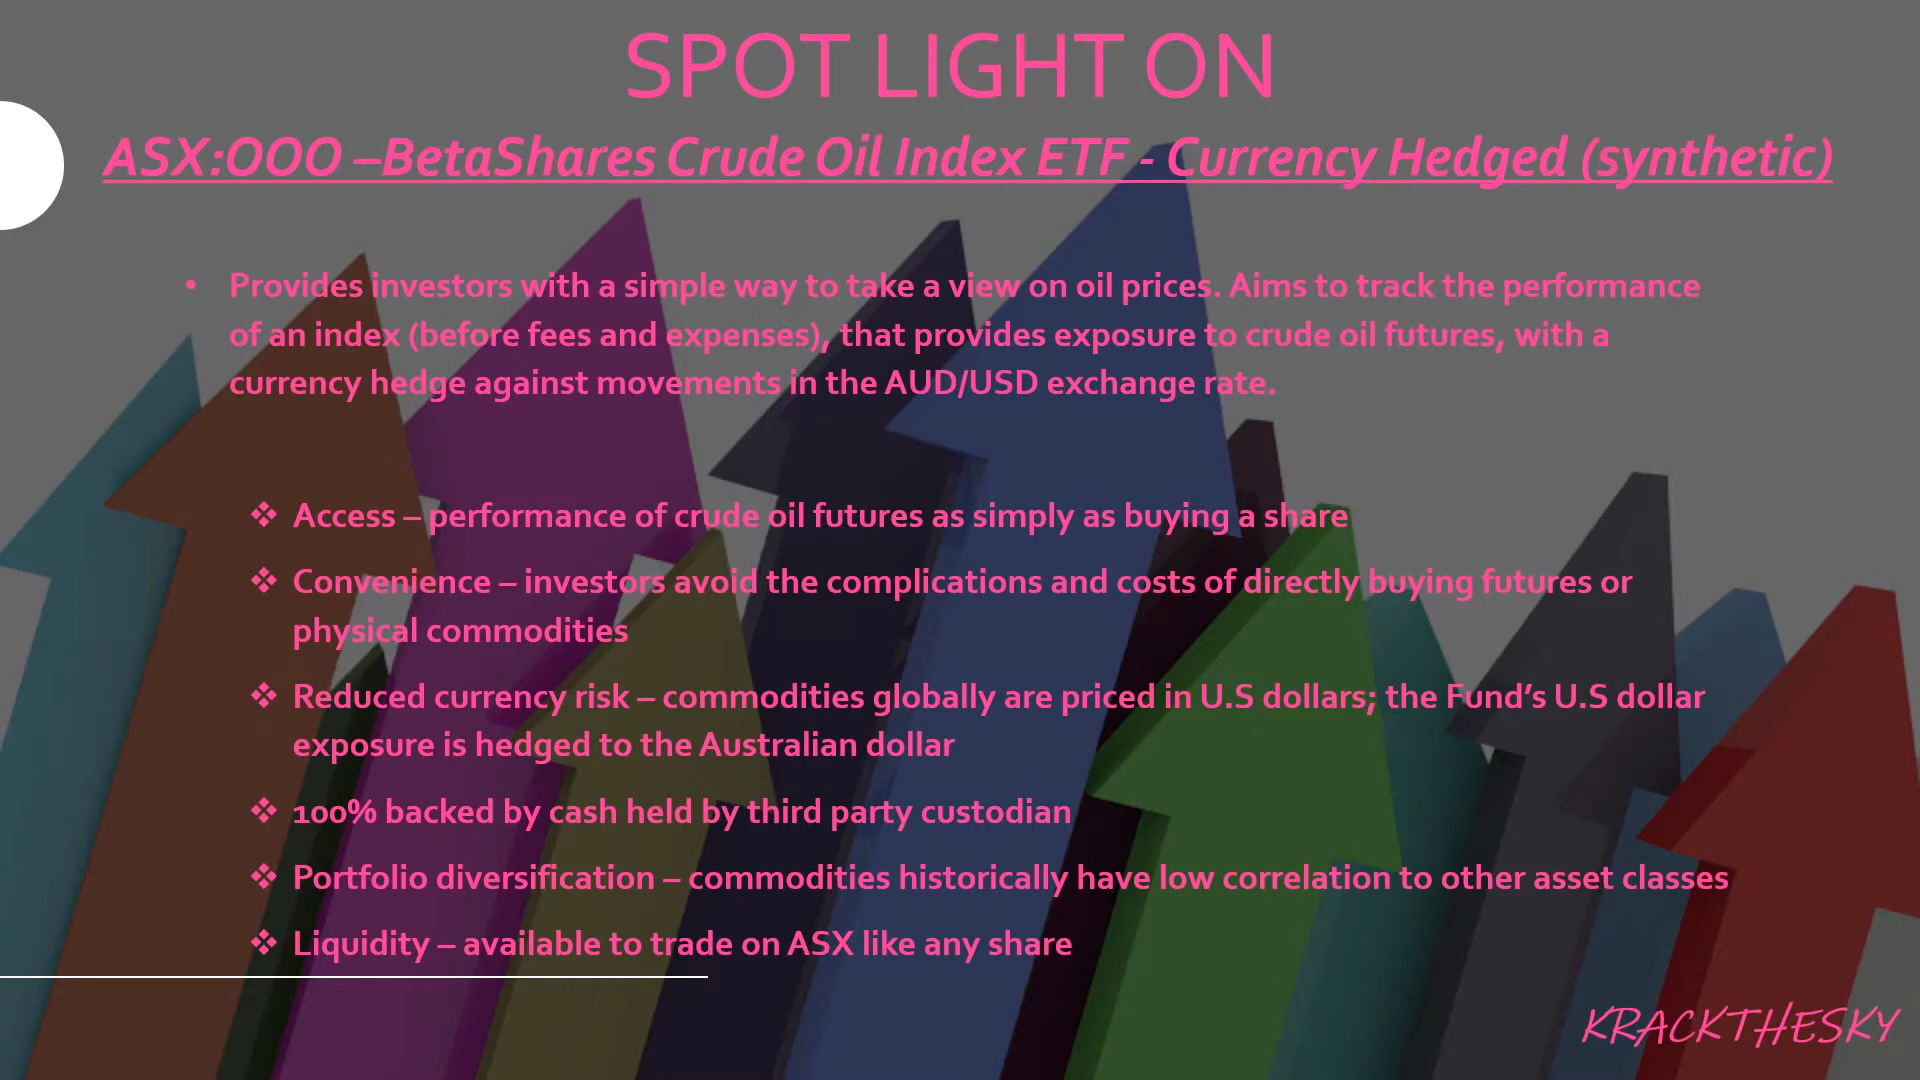 SPOT LIGHT ON
ASX:OOO –BetaShares Crude Oil Index ETF - Currency Hedged (synthetic)
• Provides investors with a simple way to take a view on oil prices. Aims to track the performance
of an index (before fees and expenses), that provides exposure to crude oil futures, with a
currency hedge against movements in the AUD/USD exchange rate.
❖ Access – performance of crude oil futures as simply as buying a share
❖ Convenience – investors avoid the complications and costs of directly buying futures or
physical commodities
❖ Reduced currency risk – commodities globally are priced in U.S dollars; the Fund’s U.S dollar
exposure is hedged to the Australian dollar
❖ 100% backed by cash held by third party custodian
❖ Portfolio diversification – commodities historically have low correlation to other asset classes
❖ Liquidity – available to trade on ASX like any share
KRACKTHESKY